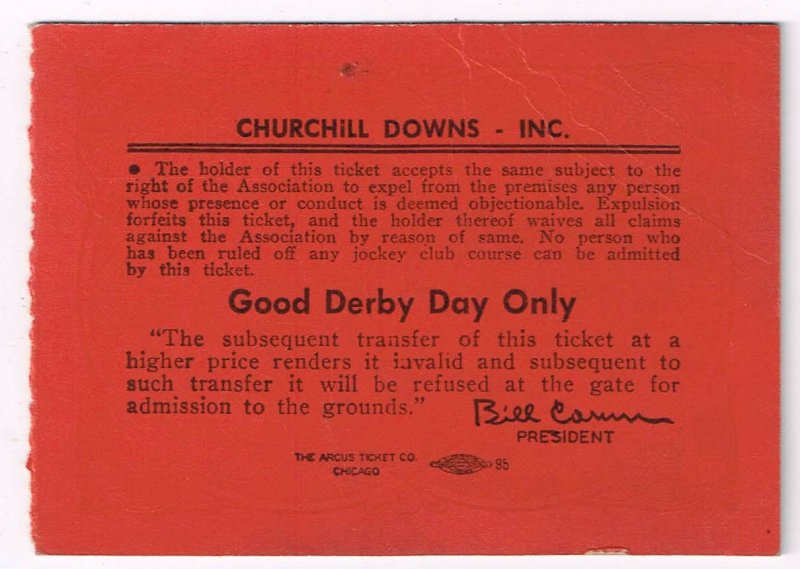 CHURCHiLL DOWNS - INC.
● The holder of this ticket accepts the same subject to the
right of the Association to expel from the premises any person
whose presence or conduct is deemed objectionable. Expulsion
forfeits this ticket, and the holder thereof waives all claims
against the Association by reason of same. No person who
has been ruled off any jockey club course can be admitted
by this ticket.
Good Derby Day Only
"The subsequent transfer of this ticket at a
higher price renders it invalid and subsequent to
such transfer it will be refused at the gate for
admission to the grounds."
Bill Corum
PRESIDENT
THE ARCUS TICKET CO.
CHICAGO
95